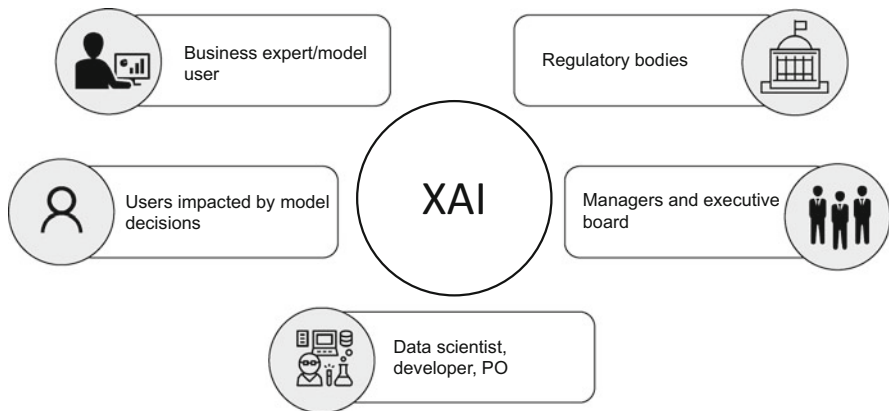 Business expert/model
user
Regulatory bodies
XAI
Users impacted by model
decisions
Managers and executive
board
Data scientist,
developer, PO